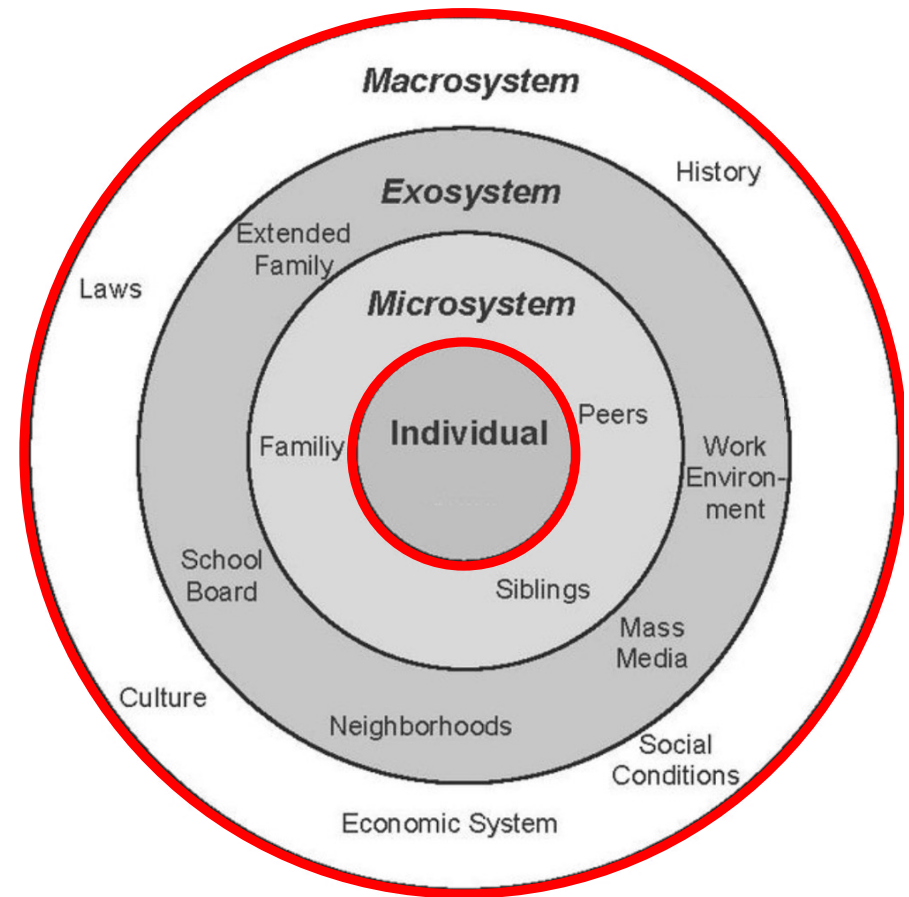 Macrosystem
History
Exosystem
Extended
Family
Laws
Microsystem
Peers
Individual
Familiy
Work
Environ-
ment
School
Board
Siblings
Mass
Media
Culture
Neighborhoods
Social
Conditions
Economic System